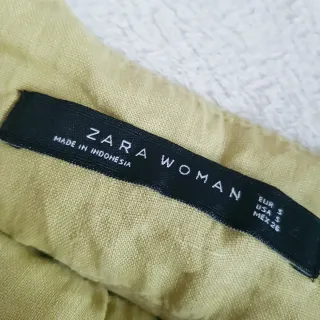 ZARA WOMAN
MADE IN INDONESIA
EUR S
USA S
MEX 26